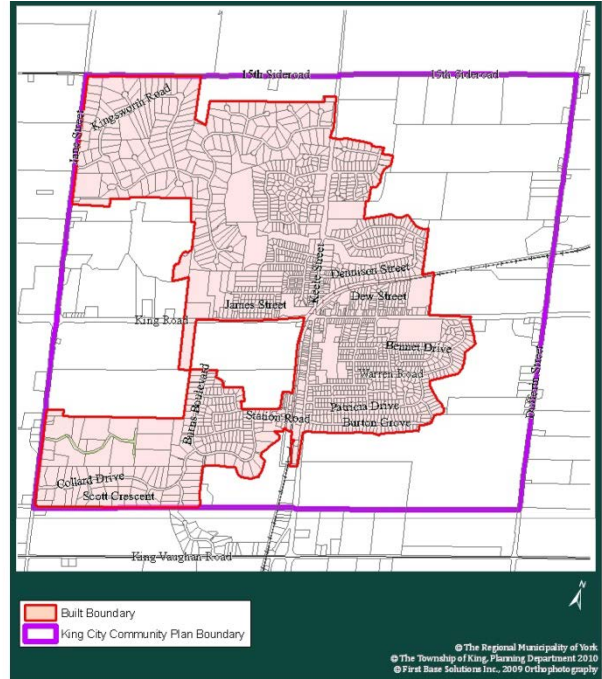 15th Sideroad
15th Sideroad
Kingsworth Road
Jane Street
Keele Street
Dennison Street
Dew Street
James Street
King Road
Bennet Drive
Warren Road
Dufferin Street
Burns Boulevard
Patricia Drive
Station Road
Burton Grove
Collard Drive
Scott Crescent
King-Vaughan Road
N
Built Boundary
King City Community Plan Boundary
© The Regional Municipality of York
© The Township of King, Planning Department 2010
© First Base Solutions Inc., 2009 Orthophotography